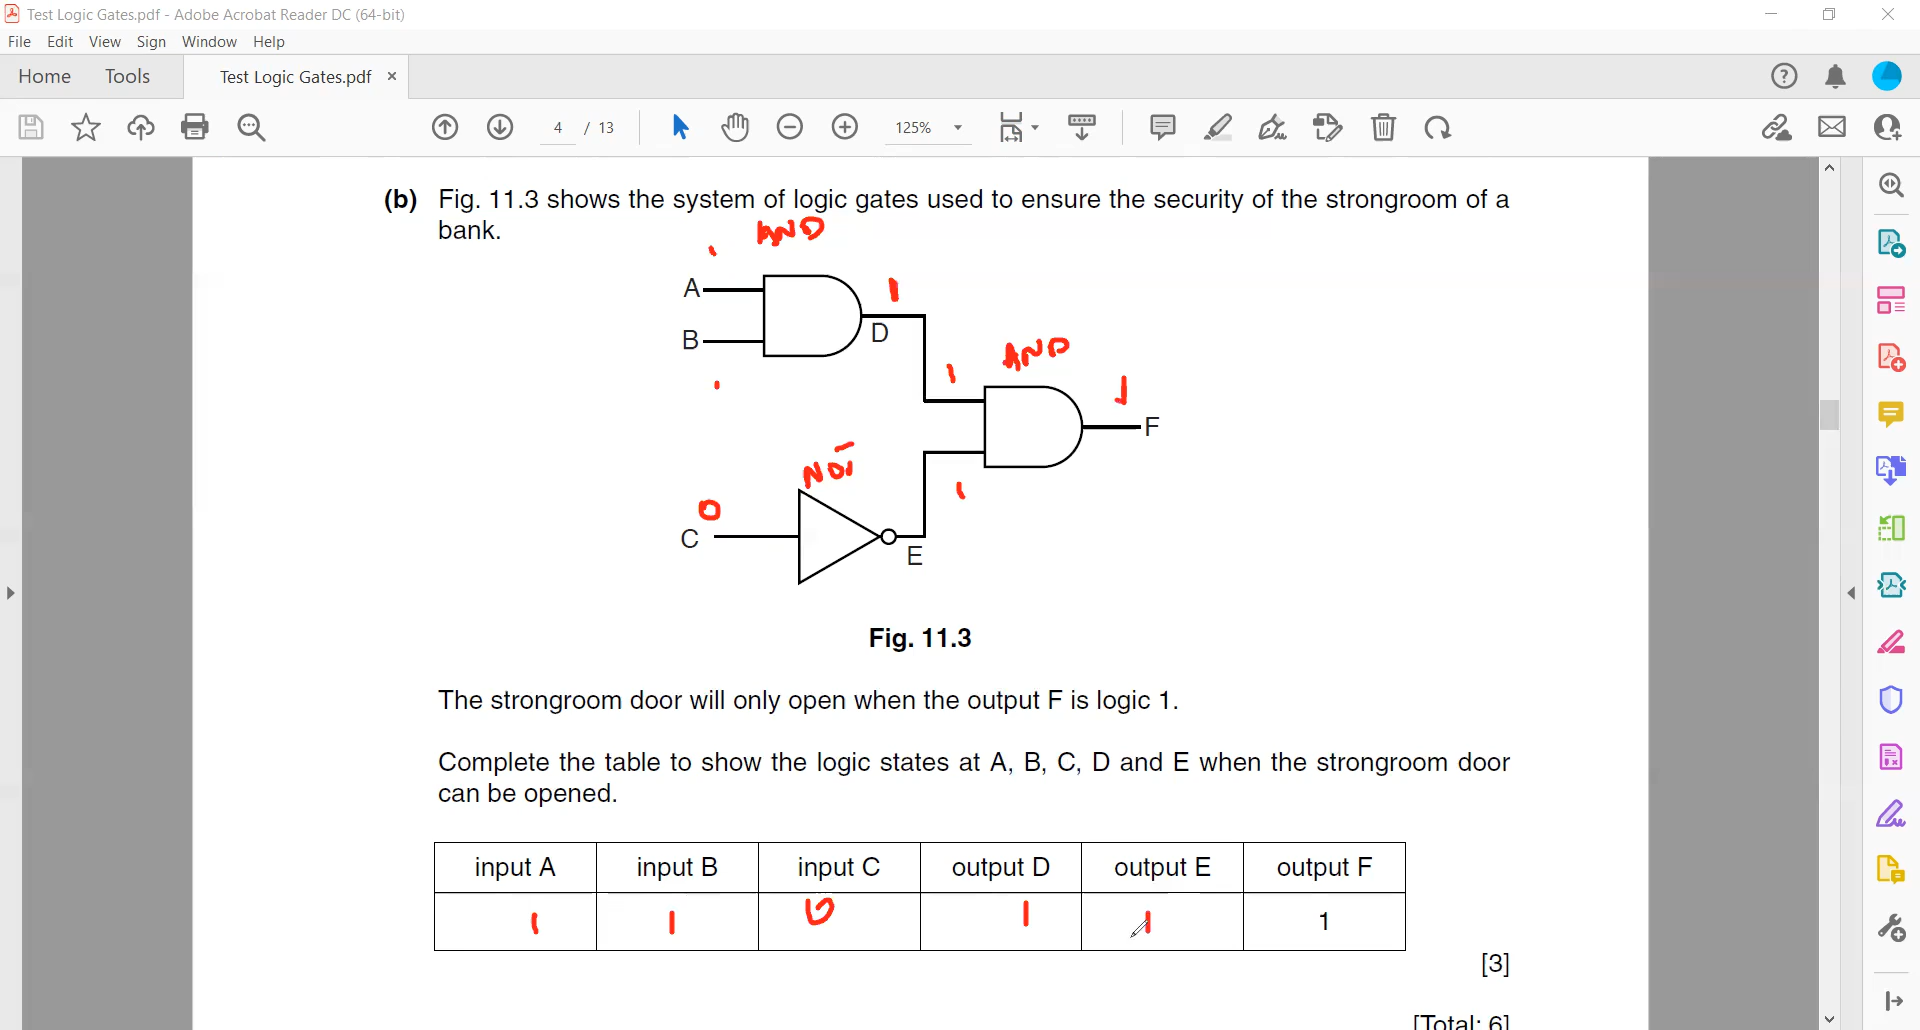 Test Logic Gates.pdf - Adobe Acrobat Reader DC (64-bit)
File Edit View Sign Window Help
Home Tools Test Logic Gates.pdf ×
4 / 13 125%
(b) Fig. 11.3 shows the system of logic gates used to ensure the security of the strongroom of a
bank.
AND
1
A
1
B
D
1
AND
1
1
F
NOT
1
0
C
E
Fig. 11.3
The strongroom door will only open when the output F is logic 1.
Complete the table to show the logic states at A, B, C, D and E when the strongroom door
can be opened.
input A input B input C output D output E output F
1 1 0 1 1 1
[3]
[Total: 6]